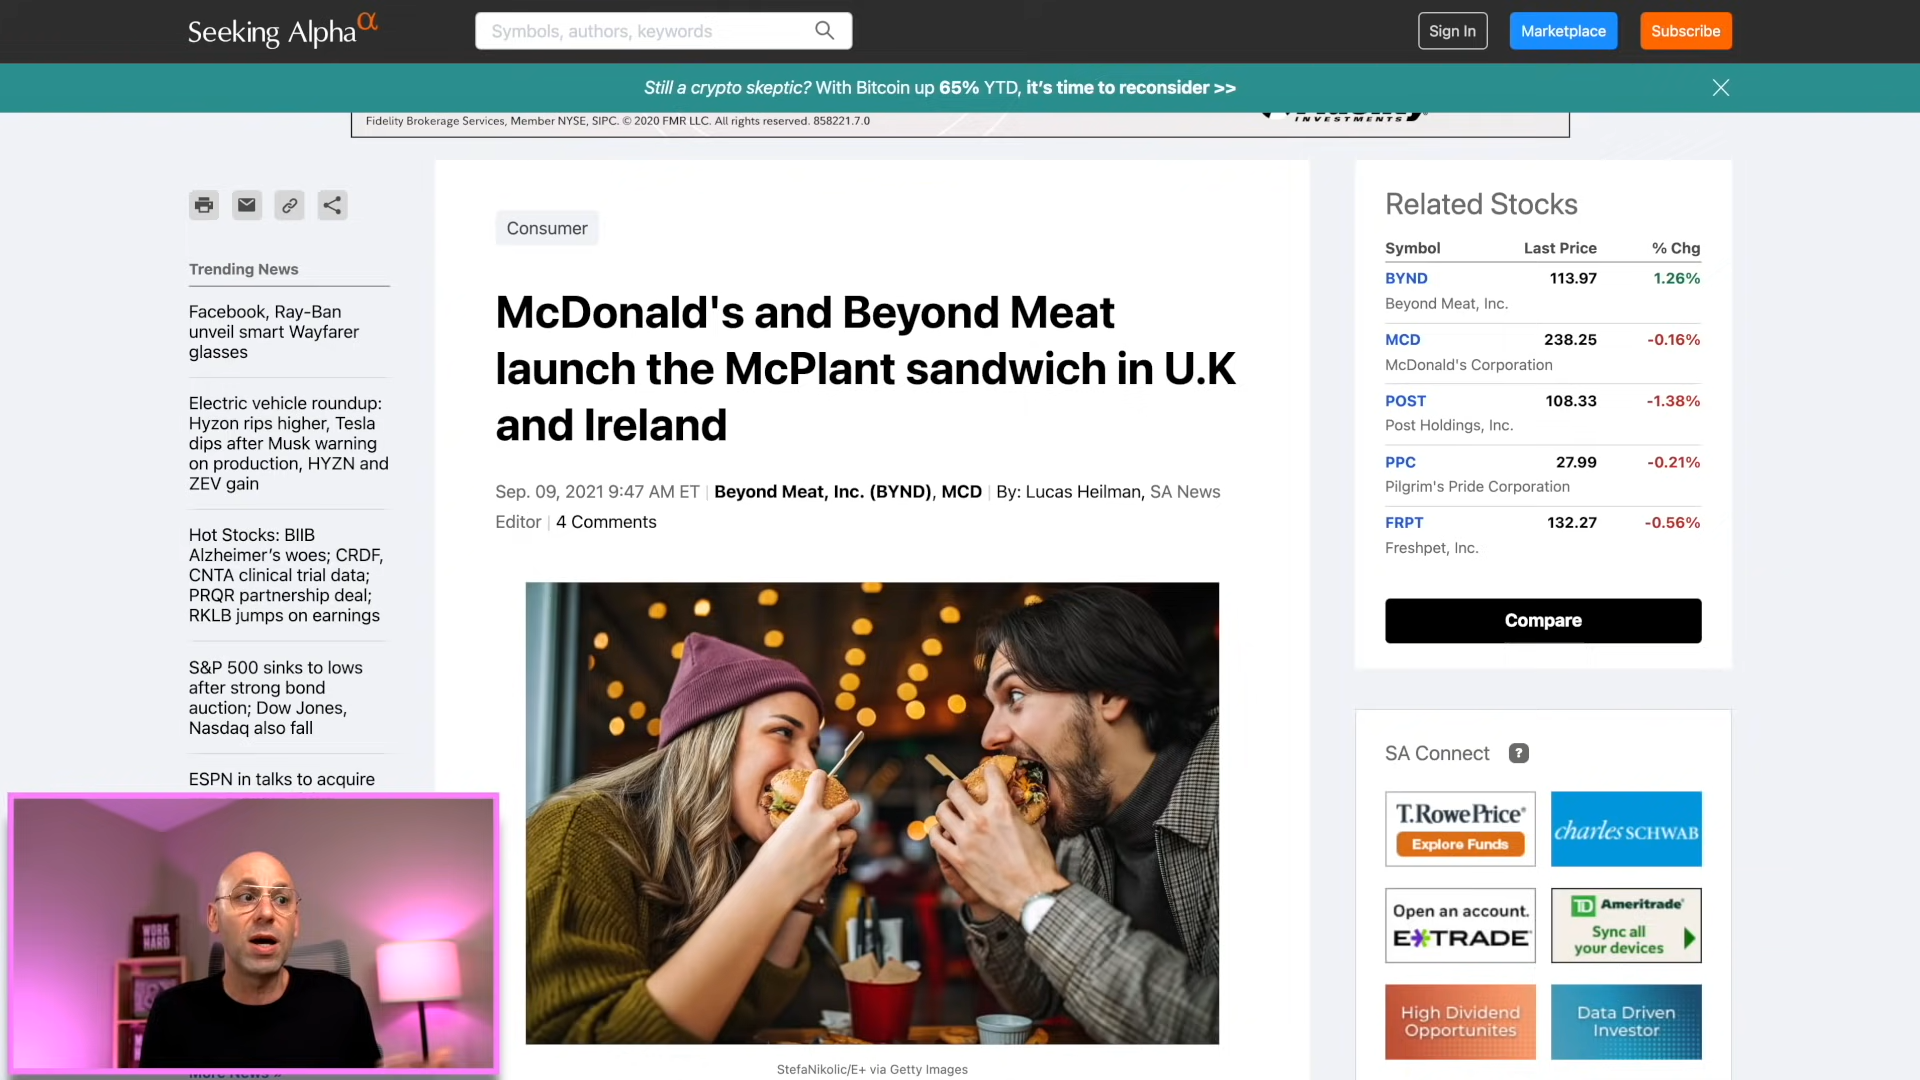 Seeking Alphaα
Symbols, authors, keywords
Sign In
Marketplace
Subscribe
Still a crypto skeptic? With Bitcoin up 65% YTD, it's time to reconsider >>
Fidelity Brokerage Services, Member NYSE, SIPC. © 2020 FMR LLC. All rights reserved. 858221.7.0
INVESTMENTS
Trending News
Facebook, Ray-Ban
unveil smart Wayfarer
glasses
Electric vehicle roundup:
Hyzon rips higher, Tesla
dips after Musk warning
on production, HYZN and
ZEV gain
Hot Stocks: BIIB
Alzheimer's woes; CRDF,
CNTA clinical trial data;
PRQR partnership deal;
RKLB jumps on earnings
S&P 500 sinks to lows
after strong bond
auction; Dow Jones,
Nasdaq also fall
ESPN in talks to acquire
WORK
HARD
Consumer
McDonald's and Beyond Meat
launch the McPlant sandwich in U.K
and Ireland
Sep. 09, 2021 9:47 AM ET | Beyond Meat, Inc. (BYND), MCD | By: Lucas Heilman, SA News
Editor | 4 Comments
StefaNikolic/E+ via Getty Images
Related Stocks
Symbol Last Price % Chg
BYND 113.97 1.26%
Beyond Meat, Inc.
MCD 238.25 -0.16%
McDonald's Corporation
POST 108.33 -1.38%
Post Holdings, Inc.
PPC 27.99 -0.21%
Pilgrim's Pride Corporation
FRPT 132.27 -0.56%
Freshpet, Inc.
Compare
SA Connect ?
T.RowePrice
Explore Funds
charles SCHWAB
Open an account.
E*TRADE
TD Ameritrade
Sync all
your devices
High Dividend
Opportunites
Data Driven
Investor